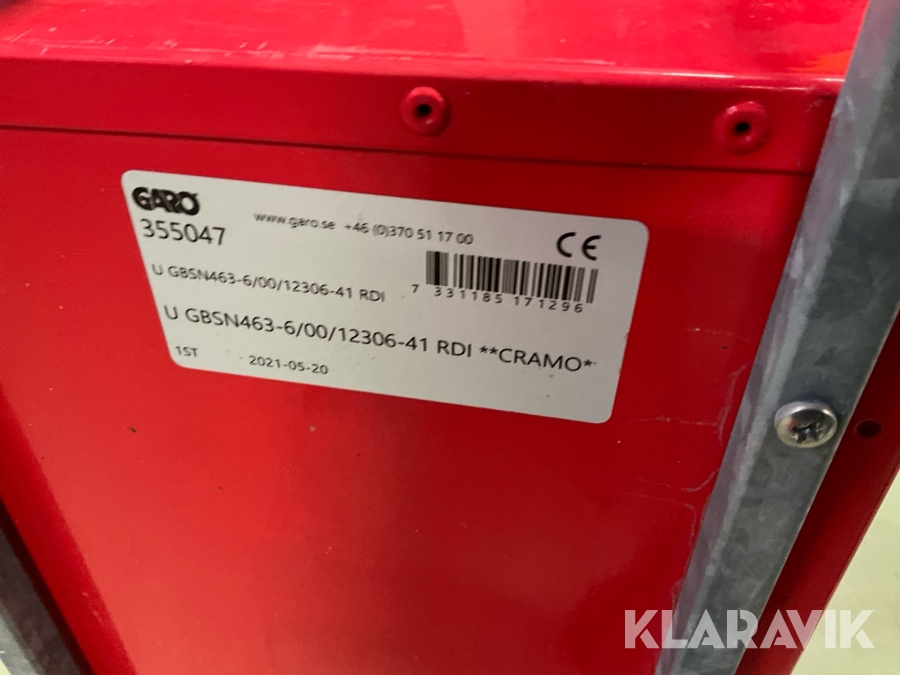 GARO
www.garo.se +46 (0)370 51 17 00
CE
355047
U GBSN463-6/00/12306-41 RDI
7 331185 171296
U GBSN463-6/00/12306-41 RDI **CRAMO*
1ST 2021-05-20
KLARAVIK